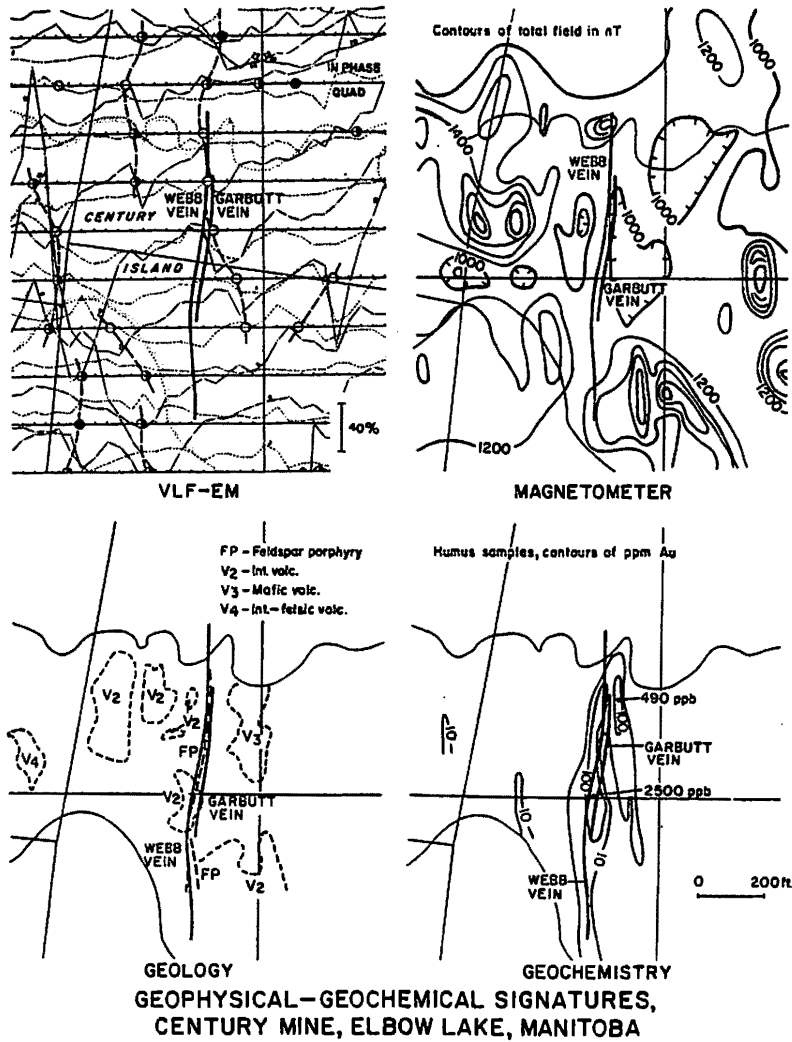 IN PHASE
QUAD
WEBB
VEIN
GARBUTT
VEIN
CENTURY
ISLAND
40%
VLF-EM
Contours of total field in nT
1200
1000
1400
WEBB
VEIN
1000
1000
1000
GARBUTT
VEIN
1200
1200
1200
MAGNETOMETER
FP - Feldspar porphyry
V2 - Int. volc.
V3 - Mafic volc.
V4 - Int.-felsic volc.
V2
V2
V2
FP
V3
V4
V2
GARBUTT
VEIN
WEBB
VEIN
FP
V2
GEOLOGY
Humus samples, contours of ppm Au
490 ppb
100
10
GARBUTT
VEIN
100
2500 ppb
10
10
WEBB
VEIN
0 200ft
GEOCHEMISTRY
GEOPHYSICAL-GEOCHEMICAL SIGNATURES,
CENTURY MINE, ELBOW LAKE, MANITOBA